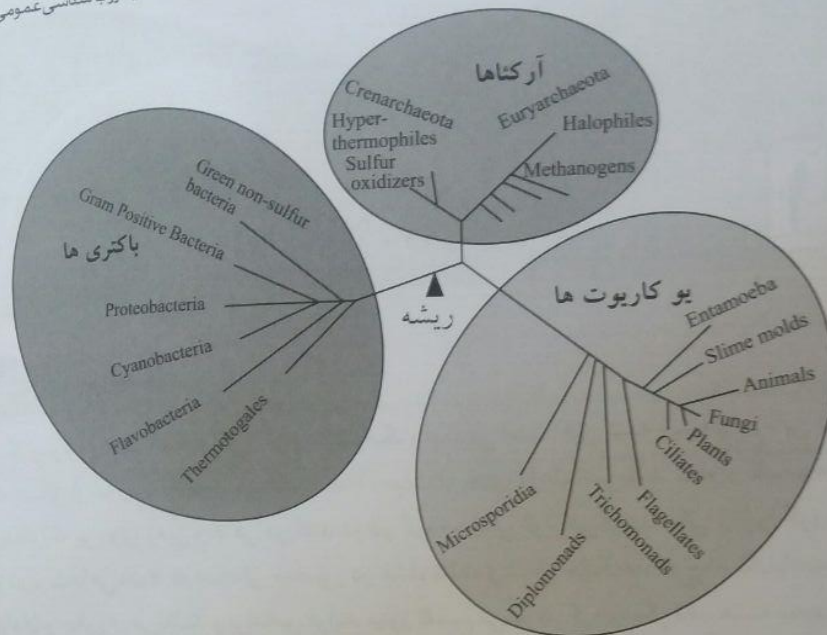 آرکئاها
Crenarchaeota
Hyper-
thermophiles
Sulfur
oxidizers
Euryarchaeota
Halophiles
Methanogens
باکتری ها
Green non-sulfur
bacteria
Gram Positive Bacteria
Proteobacteria
Cyanobacteria
Flavobacteria
Thermotogales
ریشه
یو کاریوت ها
Entamoeba
Slime molds
Animals
Fungi
Plants
Ciliates
Flagellates
Trichomonads
Diplomonads
Microsporidia